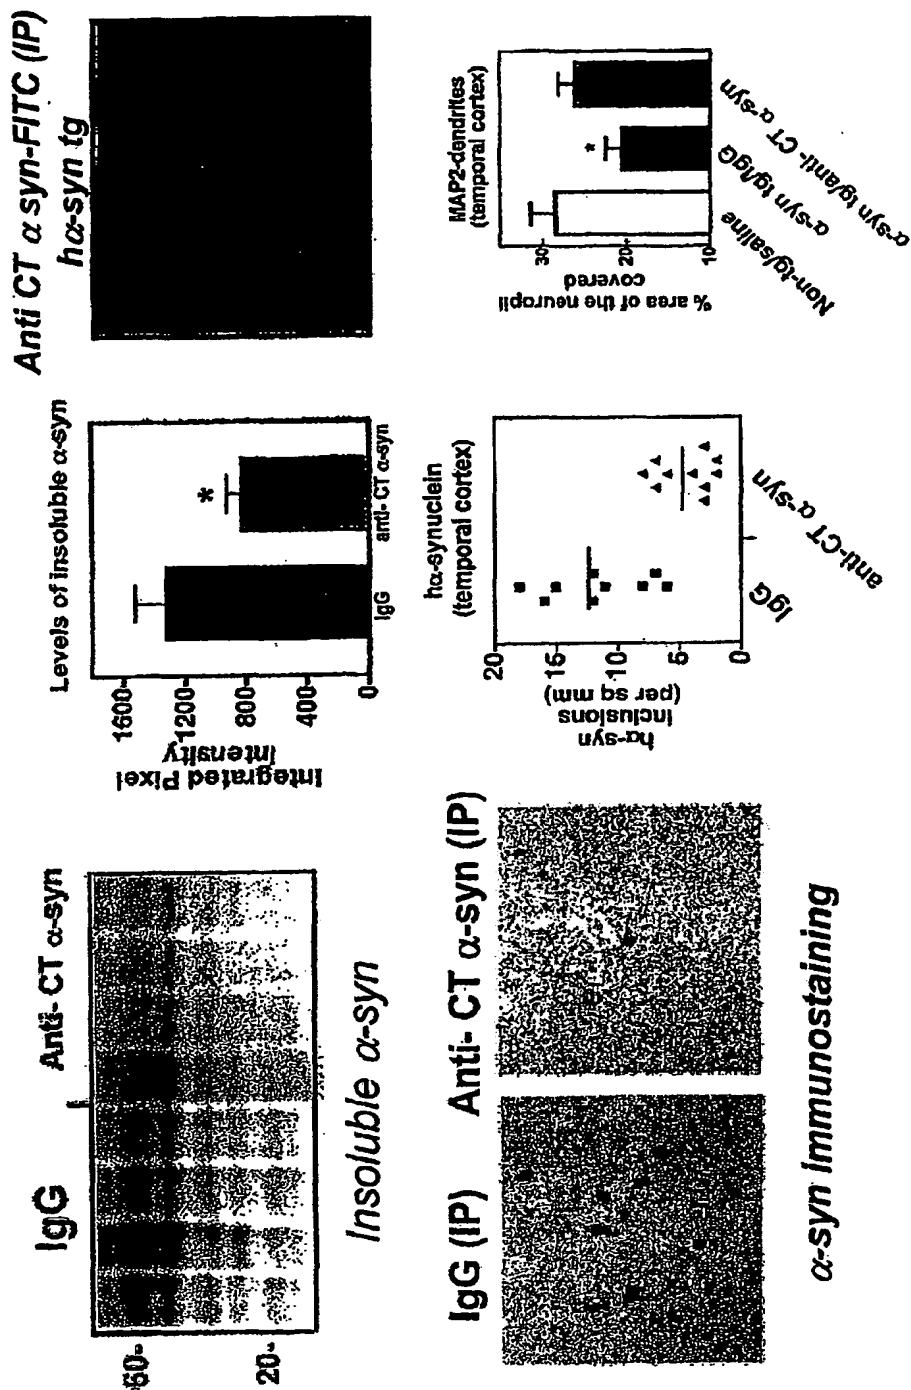 IgG
Anti- CT α-syn
60-
20-
Insoluble α-syn
Levels of insoluble α-syn
Integrated Pixel
Intensity
1600-
1200-
800-
400-
0
IgG
anti- CT α-syn
*
Anti CT α syn-FITC (IP)
hα-syn tg
IgG (IP)
Anti- CT α-syn (IP)
α-syn immunostaining
hα-synuclein
(temporal cortex)
hα-syn
inclusions
(per sq mm)
20
15
10
5
0
IgG
anti-CT α-syn
MAP2-dendrites
(temporal cortex)
% area of the neuropil
covered
30
20
10
*
Non-tg/saline
α-syn tg/IgG
α-syn tg/anti-CT α-syn